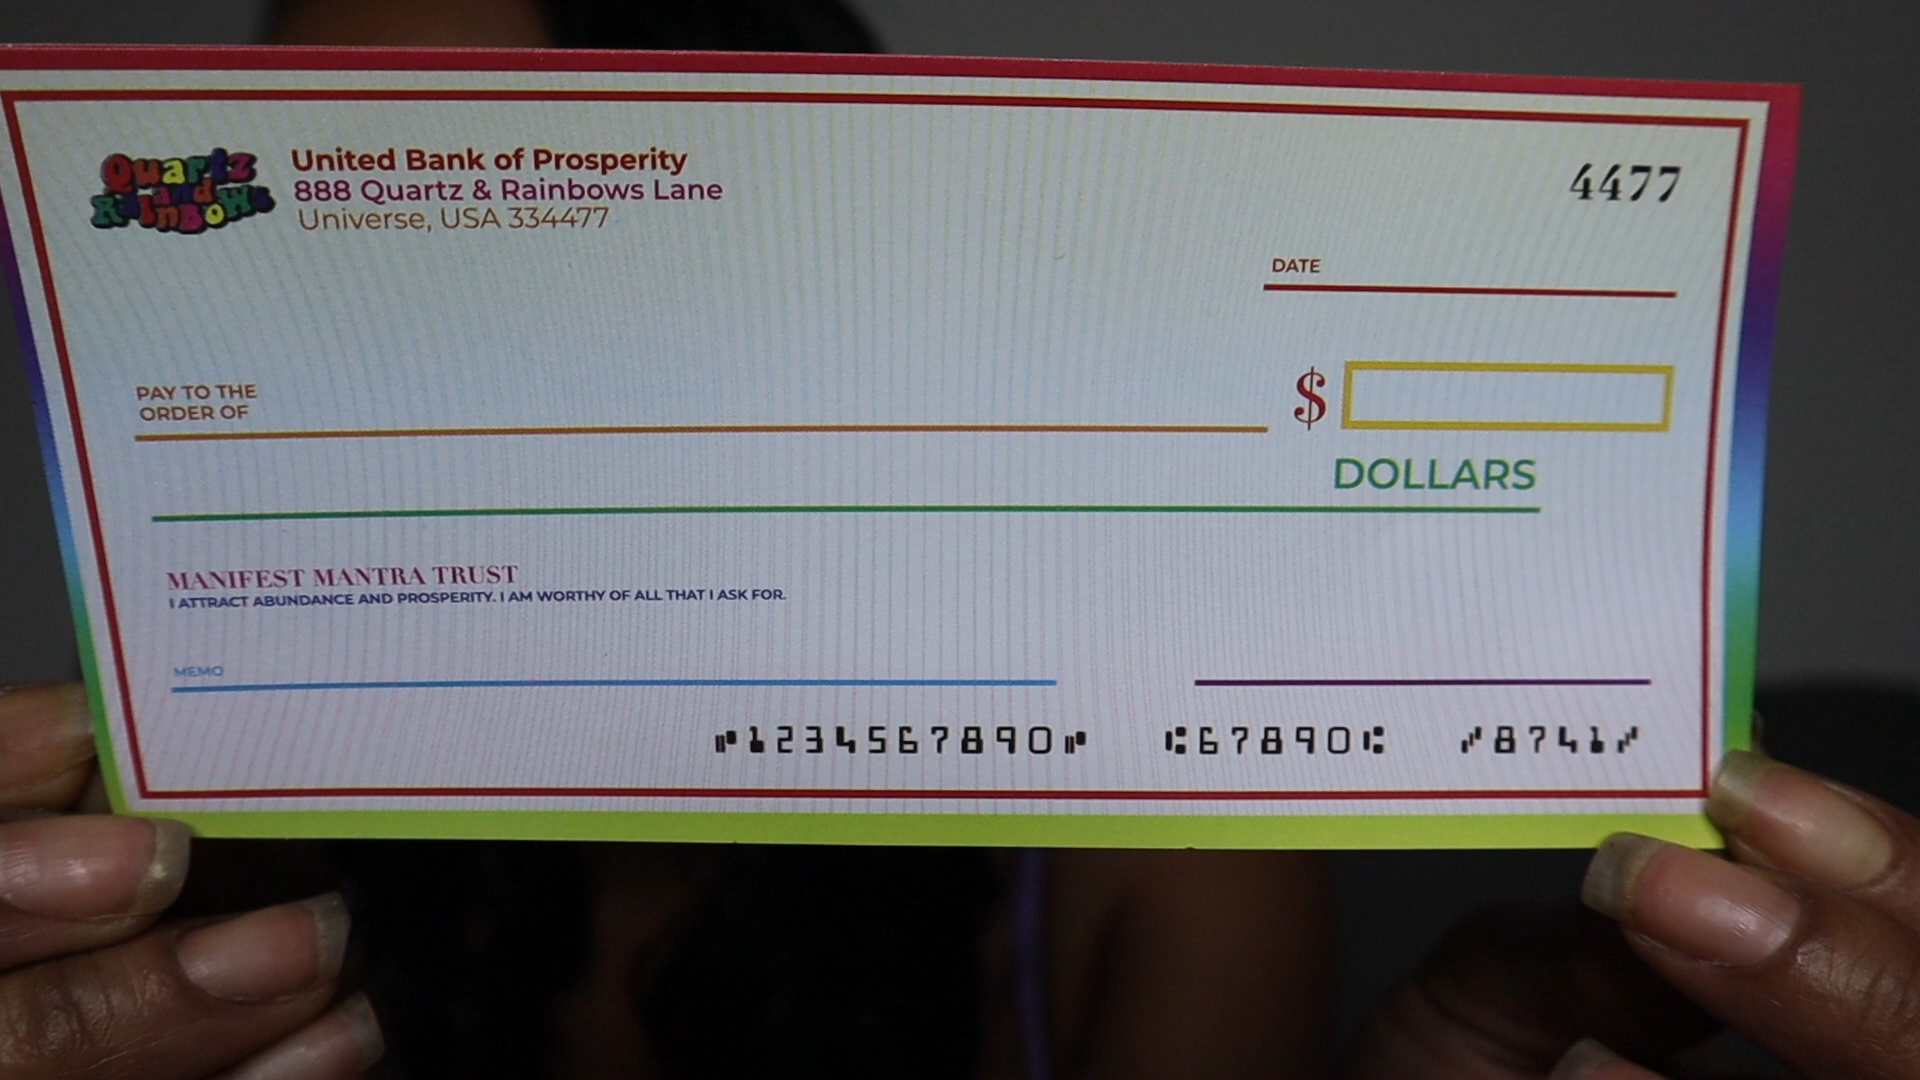 Quartz
and
Rainbows
United Bank of Prosperity
888 Quartz & Rainbows Lane
Universe, USA 334477
4477
DATE
PAY TO THE
ORDER OF
$
DOLLARS
MANIFEST MANTRA TRUST
I ATTRACT ABUNDANCE AND PROSPERITY. I AM WORTHY OF ALL THAT I ASK FOR.
MEMO
⑈1234567890⑈ ⑆67890⑆ ⑇8741⑇